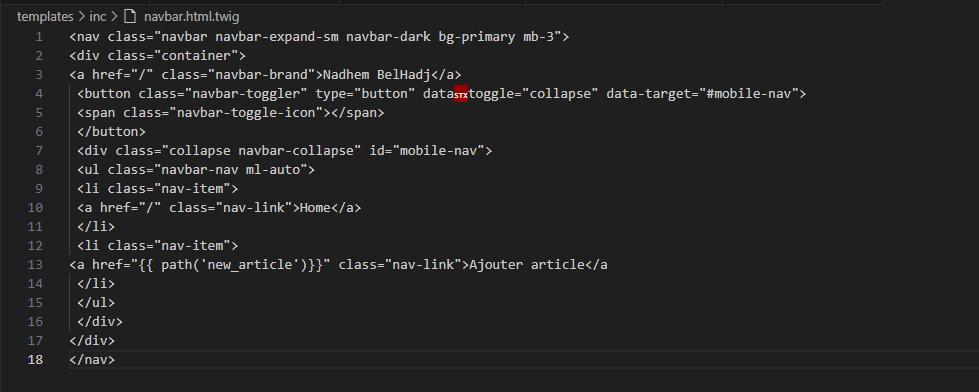 templates > inc > navbar.html.twig
1 <nav class="navbar navbar-expand-sm navbar-dark bg-primary mb-3">
2 <div class="container">
3 <a href="/" class="navbar-brand">Nadhem BelHadj</a>
4 <button class="navbar-toggler" type="button" dataSTXtoggle="collapse" data-target="#mobile-nav">
5 <span class="navbar-toggle-icon"></span>
6 </button>
7 <div class="collapse navbar-collapse" id="mobile-nav">
8 <ul class="navbar-nav ml-auto">
9 <li class="nav-item">
10 <a href="/" class="nav-link">Home</a>
11 </li>
12 <li class="nav-item">
13 <a href="{{ path('new_article')}}" class="nav-link">Ajouter article</a
14 </li>
15 </ul>
16 </div>
17 </div>
18 </nav>